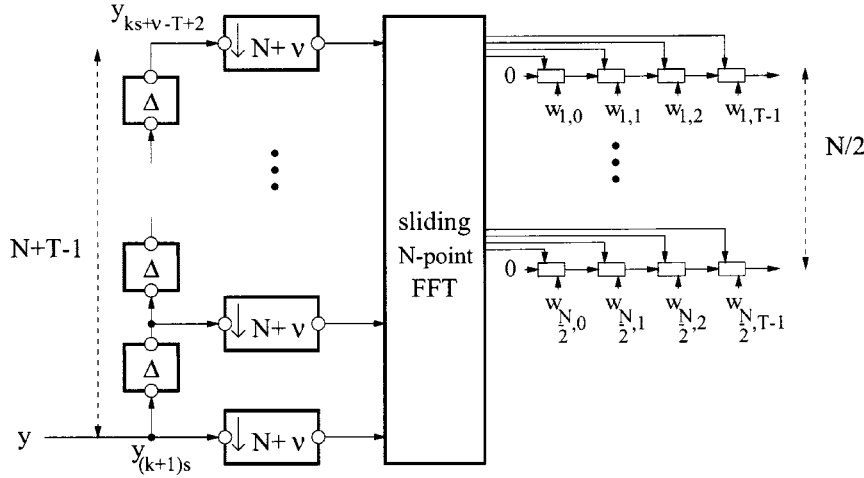 y_{ks+ν-T+2}
↓ N+ ν
Δ
0
w_{1,0} w_{1,1} w_{1,2} w_{1,T-1}
N/2
N+T-1
sliding
N-point
FFT
Δ
0
w_{N/2,0} w_{N/2,1} w_{N/2,2} w_{N/2,T-1}
↓ N+ ν
Δ
y
y_{(k+1)s}
↓ N+ ν